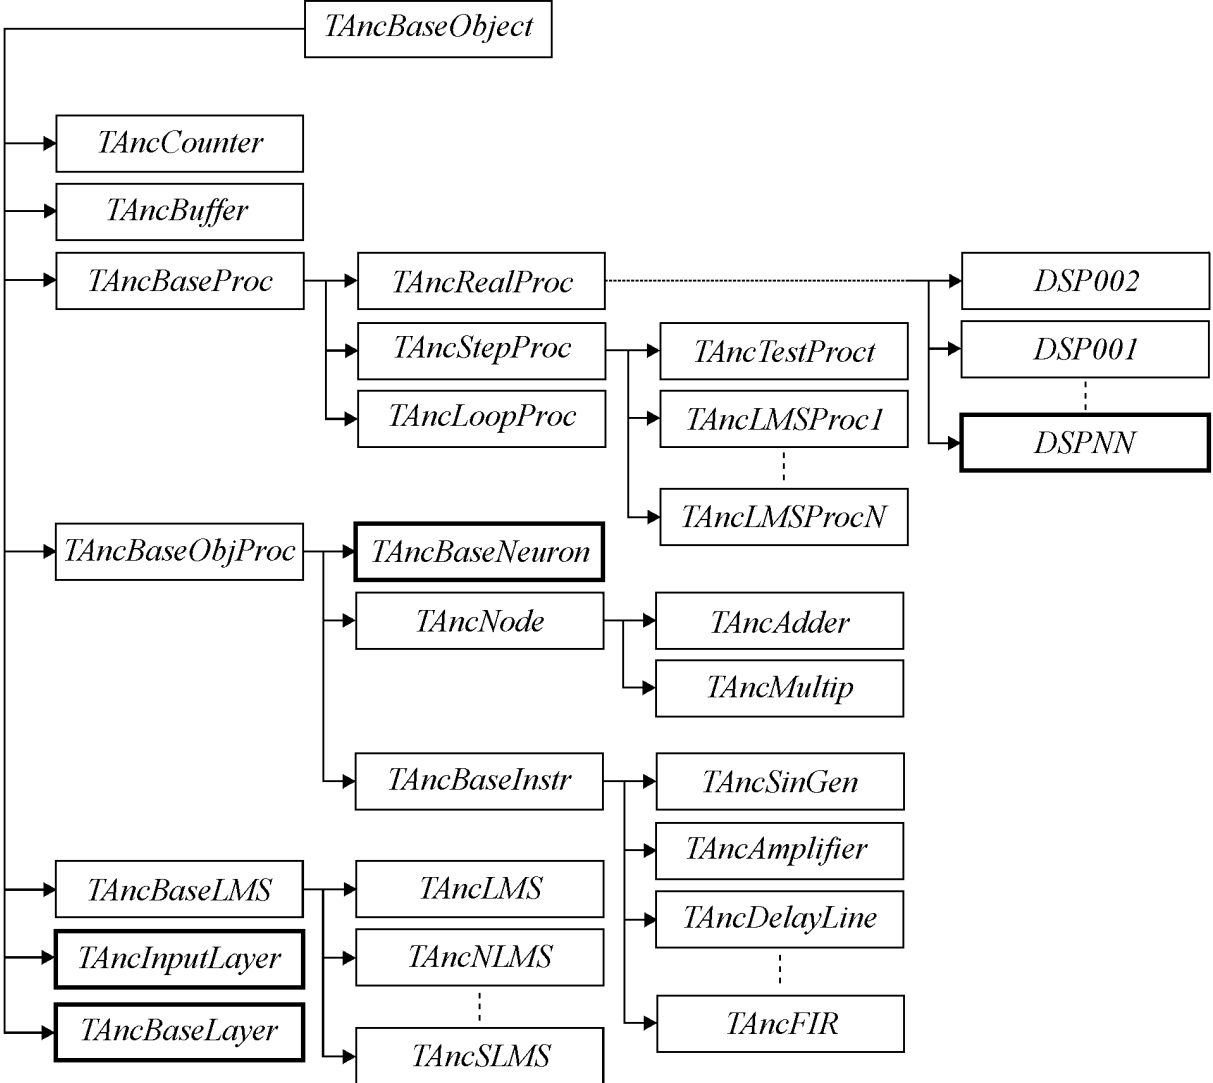 TAncBaseObject
TAncCounter
TAncBuffer
TAncBaseProc
TAncRealProc
DSP002
TAncStepProc
TAncTestProct
DSP001
TAncLoopProc
TAncLMSProc1
DSPNN
TAncLMSProcN
TAncBaseObjProc
TAncBaseNeuron
TAncNode
TAncAdder
TAncMultip
TAncBaseInstr
TAncSinGen
TAncAmplifier
TAncBaseLMS
TAncLMS
TAncDelayLine
TAncInputLayer
TAncNLMS
TAncFIR
TAncBaseLayer
TAncSLMS